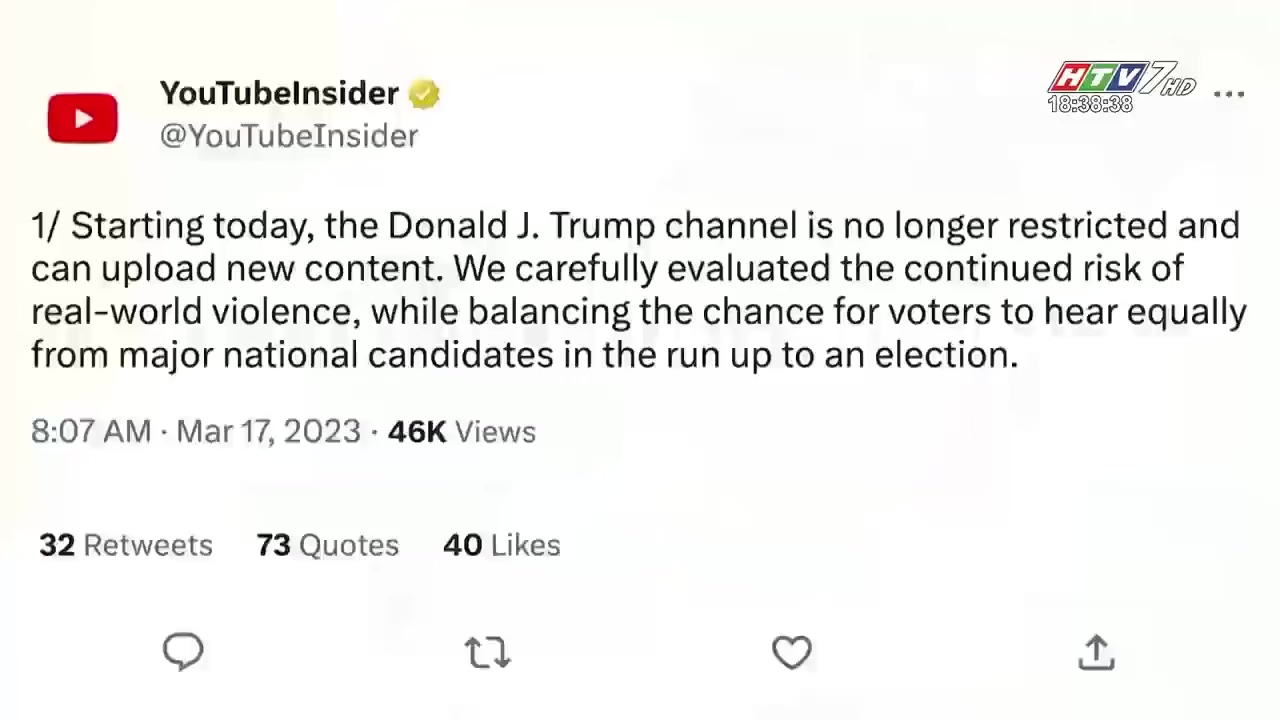 YouTubeInsider
@YouTubeInsider
HTV7 HD
18:38:38
1/ Starting today, the Donald J. Trump channel is no longer restricted and
can upload new content. We carefully evaluated the continued risk of
real-world violence, while balancing the chance for voters to hear equally
from major national candidates in the run up to an election.
8:07 AM · Mar 17, 2023 · 46K Views
32 Retweets 73 Quotes 40 Likes